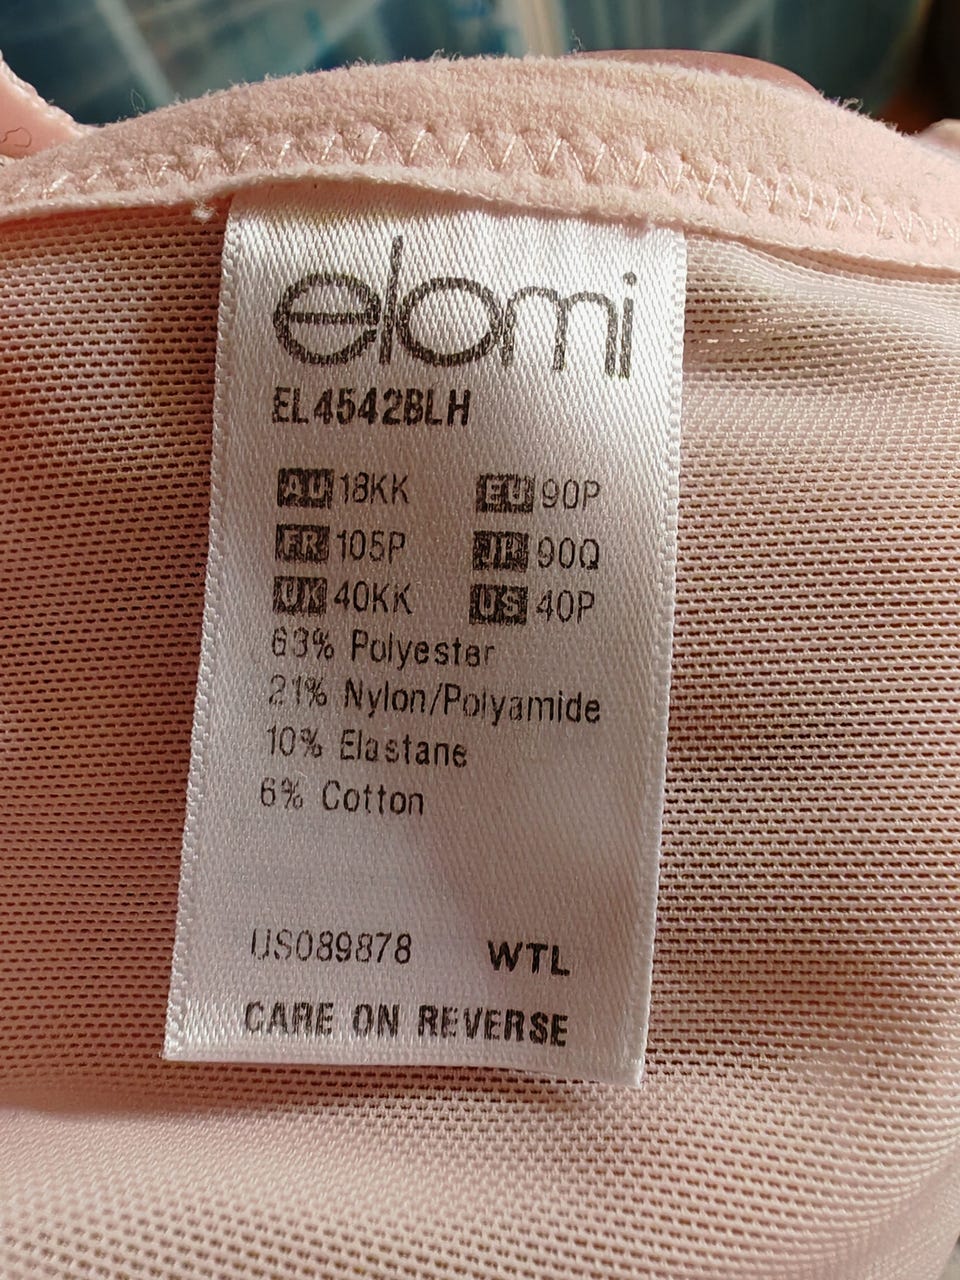 elomi
EL4542BLH
AU 18KK EU 90P
FR 105P JP 90Q
UK 40KK US 40P
63% Polyester
21% Nylon/Polyamide
10% Elastane
6% Cotton
US089878 WTL
CARE ON REVERSE